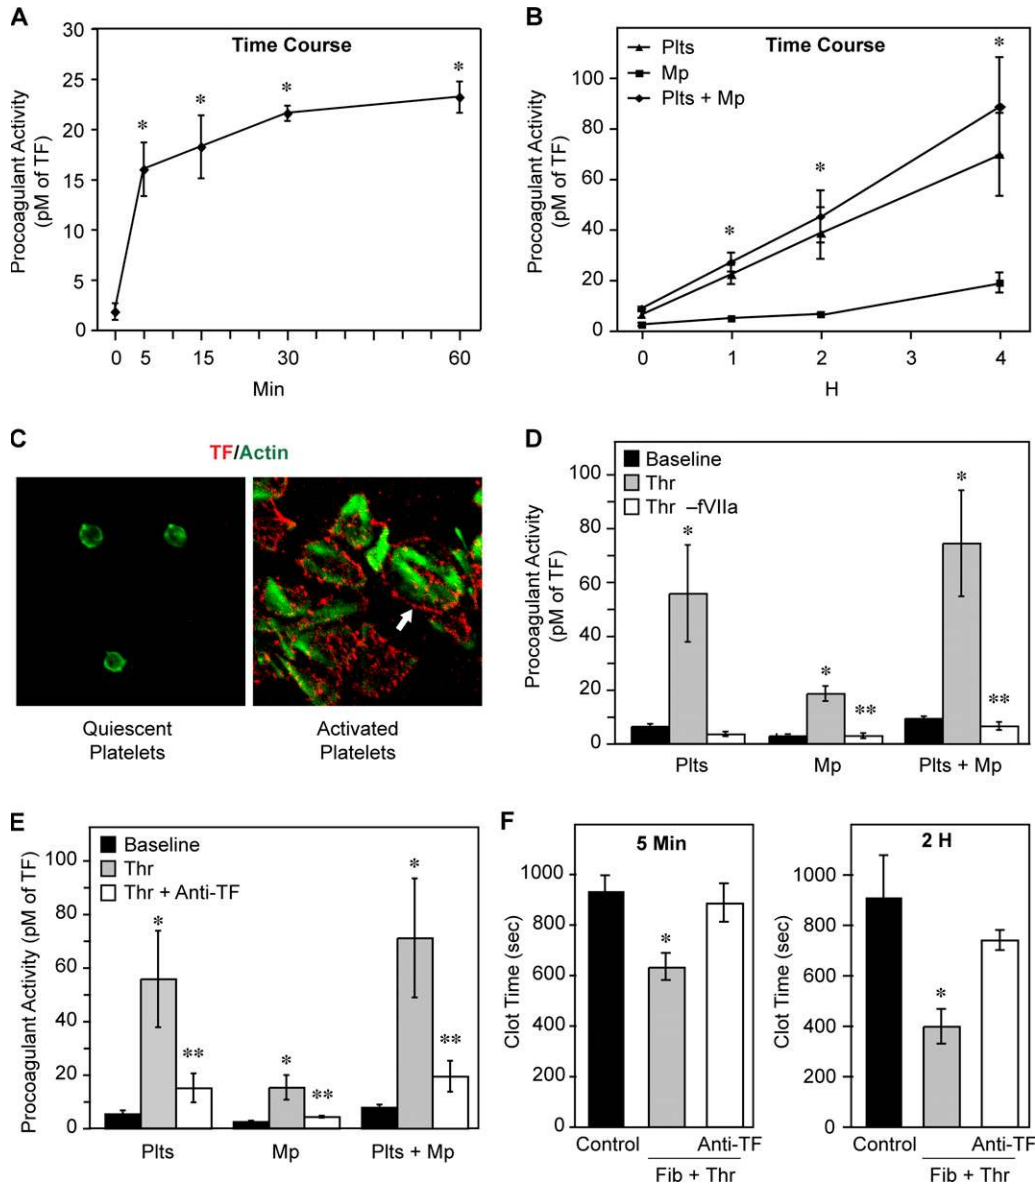 A
Time Course
Procoagulant Activity
(pM of TF)
30
25
20
15
10
5
0
* * * *
0 5 15 30 60
Min
B
Time Course
Plts
Mp
Plts + Mp
Procoagulant Activity
(pM of TF)
100
80
60
40
20
0
* * *
0 1 2 3 4
H
C
TF/Actin
Quiescent
Platelets
Activated
Platelets
D
Baseline
Thr
Thr –fVIIa
Procoagulant Activity
(pM of TF)
100
80
60
40
20
0
* * ** * **
Plts Mp Plts + Mp
E
Baseline
Thr
Thr + Anti-TF
Procoagulant Activity (pM of TF)
100
80
60
40
20
0
* ** * ** * **
Plts Mp Plts + Mp
F
5 Min
Clot Time (sec)
1000
800
600
400
200
0
*
Control Anti-TF
Fib + Thr
2 H
Clot Time (sec)
1000
800
600
400
200
0
*
Control Anti-TF
Fib + Thr